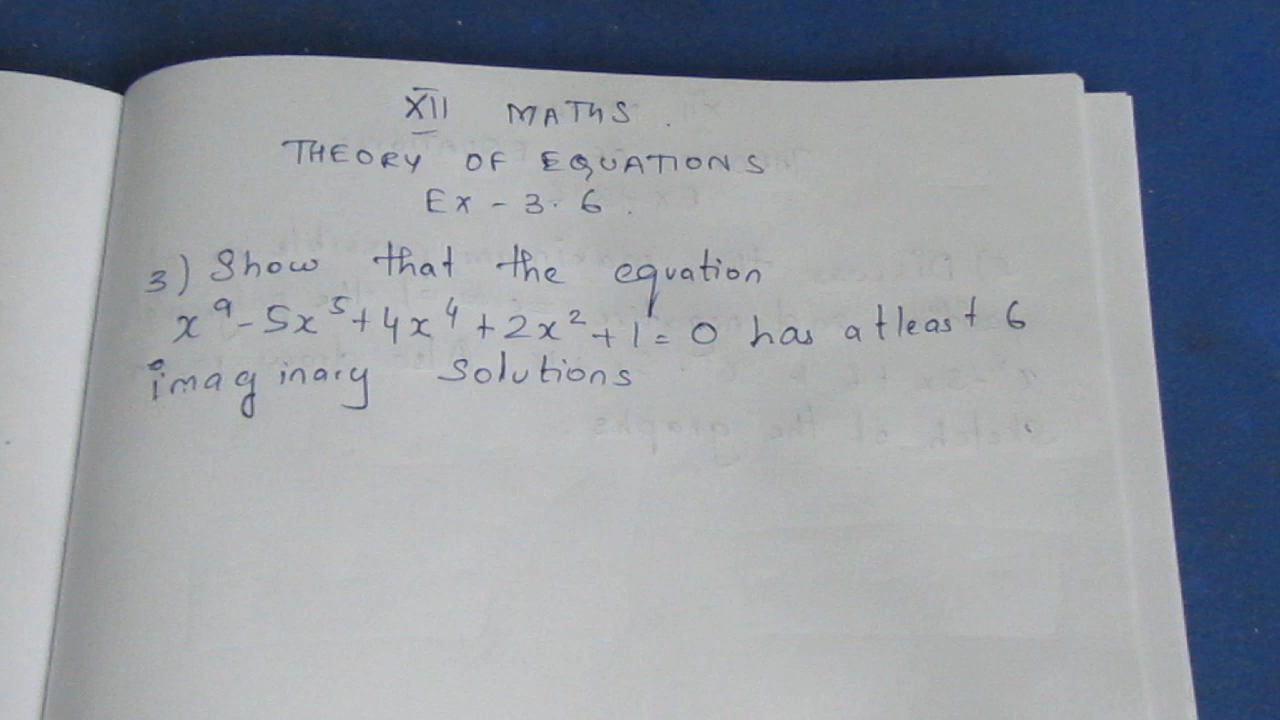 XII MATHS.
THEORY OF EQUATIONS
Ex - 3.6.
3) Show that the equation
x⁹ - 5x⁵ + 4x⁴ + 2x² + 1 = 0 has atleast 6
imaginary solutions